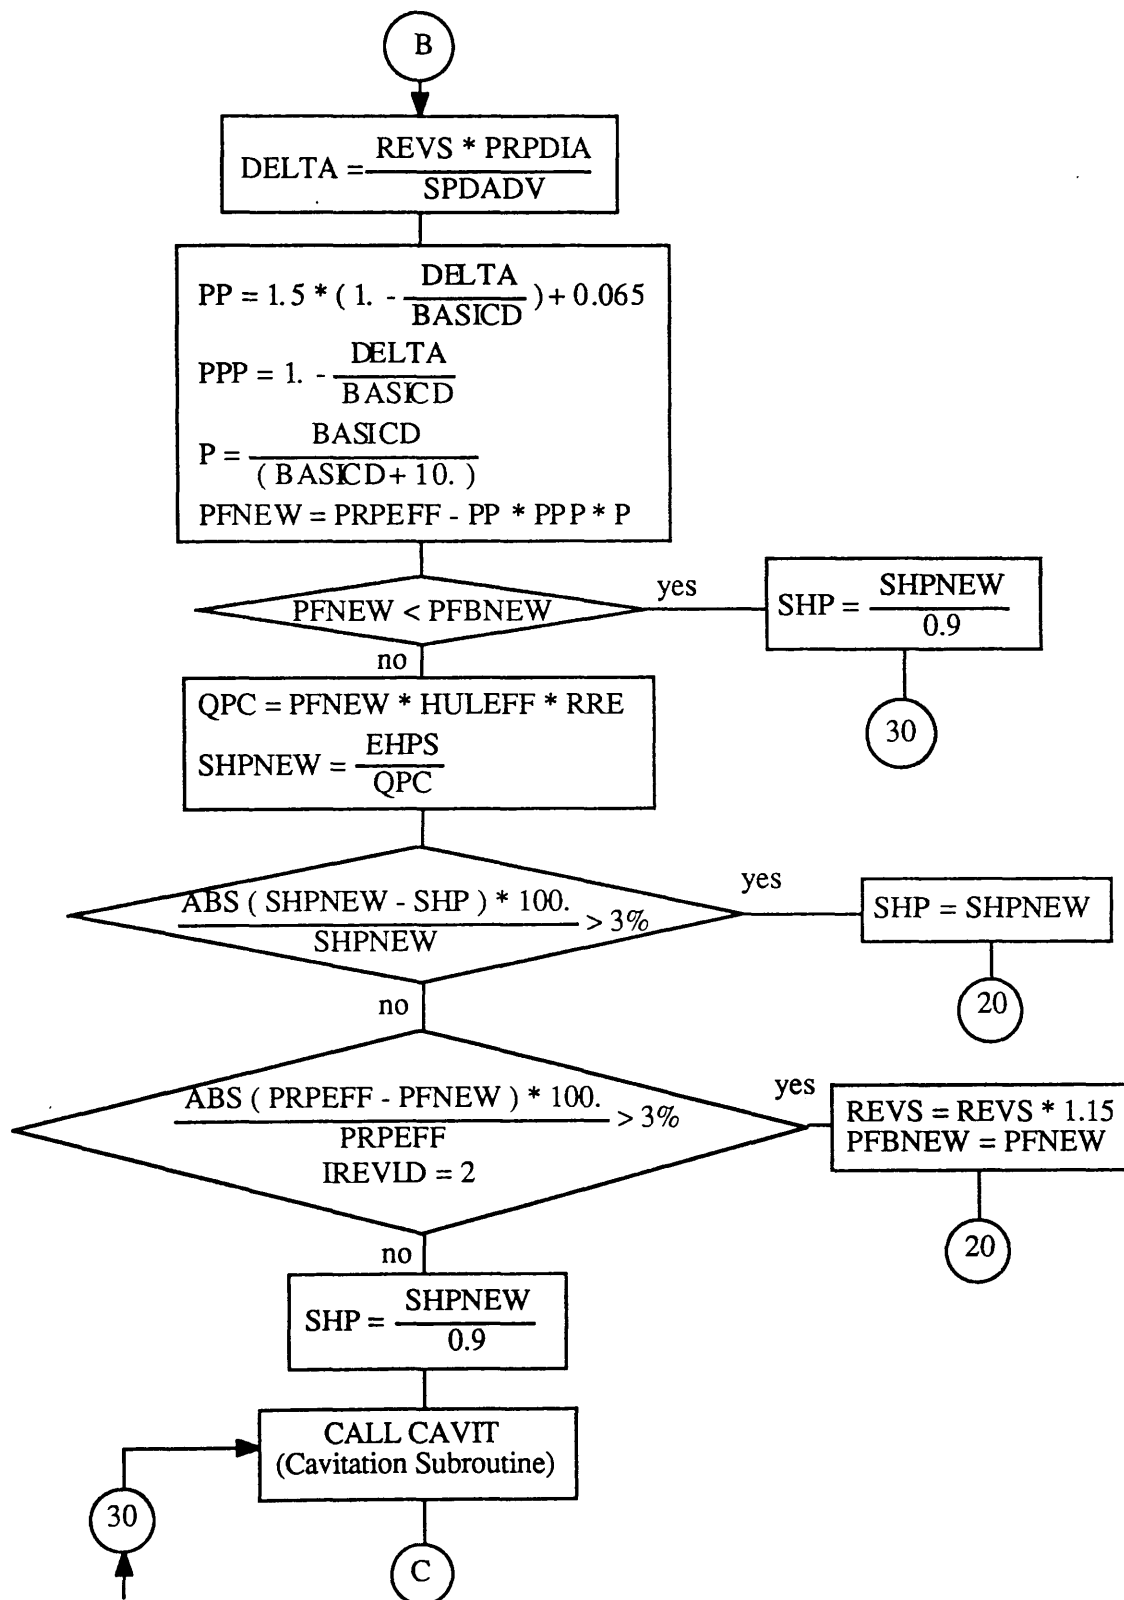 B
DELTA = REVS * PRPDIA / SPDADV
PP = 1.5 * ( 1. - DELTA / BASICD ) + 0.065
PPP = 1. - DELTA / BASICD
P = BASICD / ( BASICD + 10. )
PFNEW = PRPEFF - PP * PPP * P
PFNEW < PFBNEW
yes
SHP = SHPNEW / 0.9
30
no
QPC = PFNEW * HULEFF * RRE
SHPNEW = EHPS / QPC
ABS ( SHPNEW - SHP ) * 100. / SHPNEW > 3%
yes
SHP = SHPNEW
20
no
ABS ( PRPEFF - PFNEW ) * 100. / PRPEFF > 3%
IREVLD = 2
yes
REVS = REVS * 1.15
PFBNEW = PFNEW
20
no
SHP = SHPNEW / 0.9
CALL CAVIT
(Cavitation Subroutine)
30
C